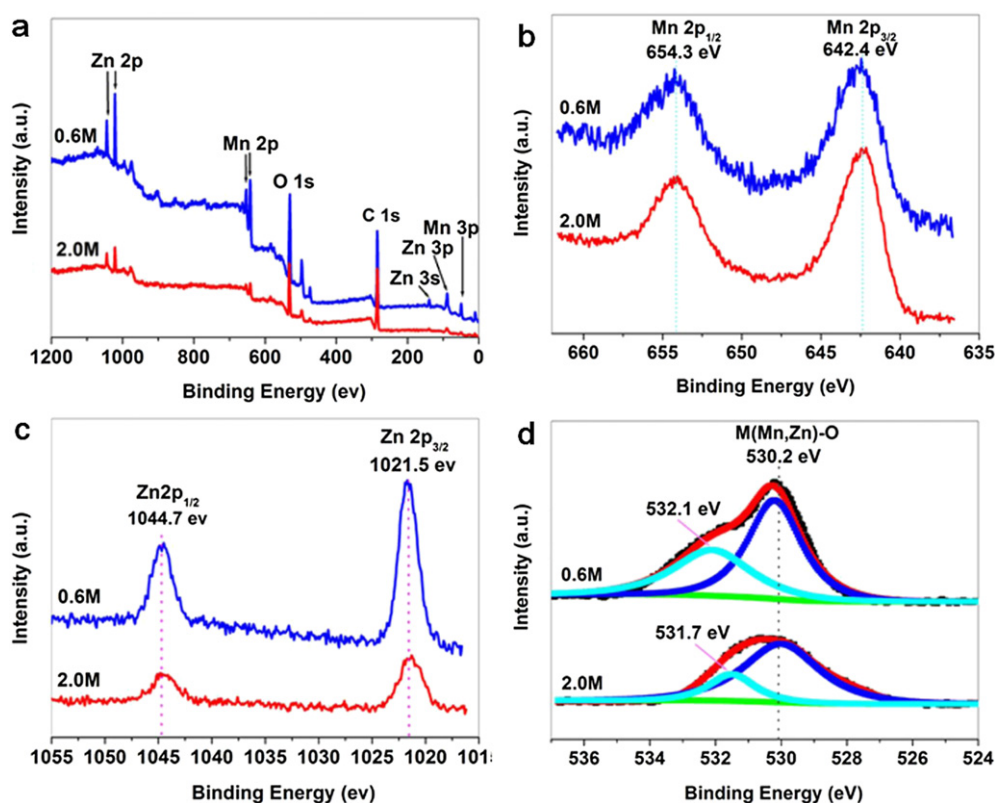 a
Zn 2p
0.6M
Mn 2p
O 1s
C 1s
Mn 3p
Zn 3p
Zn 3s
2.0M
Intensity (a.u.)
1200 1000 800 600 400 200 0
Binding Energy (ev)
b
Mn 2p1/2
654.3 eV
Mn 2p3/2
642.4 eV
0.6M
2.0M
Intensity (a.u.)
660 655 650 645 640 635
Binding Energy (eV)
c
Zn 2p3/2
1021.5 ev
Zn2p1/2
1044.7 ev
0.6M
2.0M
Intensity (a.u.)
1055 1050 1045 1040 1035 1030 1025 1020 1015
Binding Energy (ev)
d
M(Mn,Zn)-O
530.2 eV
532.1 eV
0.6M
531.7 eV
2.0M
Intensity (a.u.)
536 534 532 530 528 526 524
Binding Energy (eV)